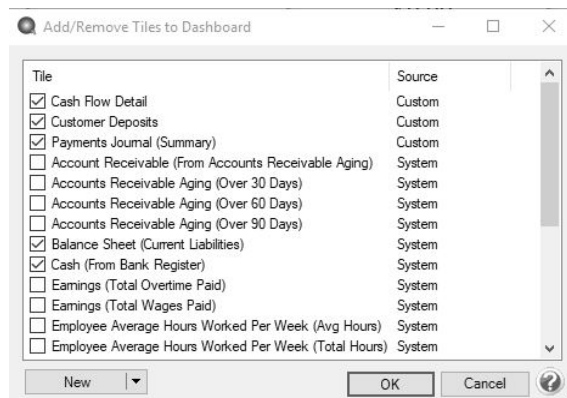 Add/Remove Tiles to Dashboard
Tile Source
Cash Flow Detail Custom
Customer Deposits Custom
Payments Journal (Summary) Custom
Account Receivable (From Accounts Receivable Aging) System
Accounts Receivable Aging (Over 30 Days) System
Accounts Receivable Aging (Over 60 Days) System
Accounts Receivable Aging (Over 90 Days) System
Balance Sheet (Current Liabilities) System
Cash (From Bank Register) System
Earnings (Total Overtime Paid) System
Earnings (Total Wages Paid) System
Employee Average Hours Worked Per Week (Avg Hours) System
Employee Average Hours Worked Per Week (Total Hours) System
New OK Cancel ?